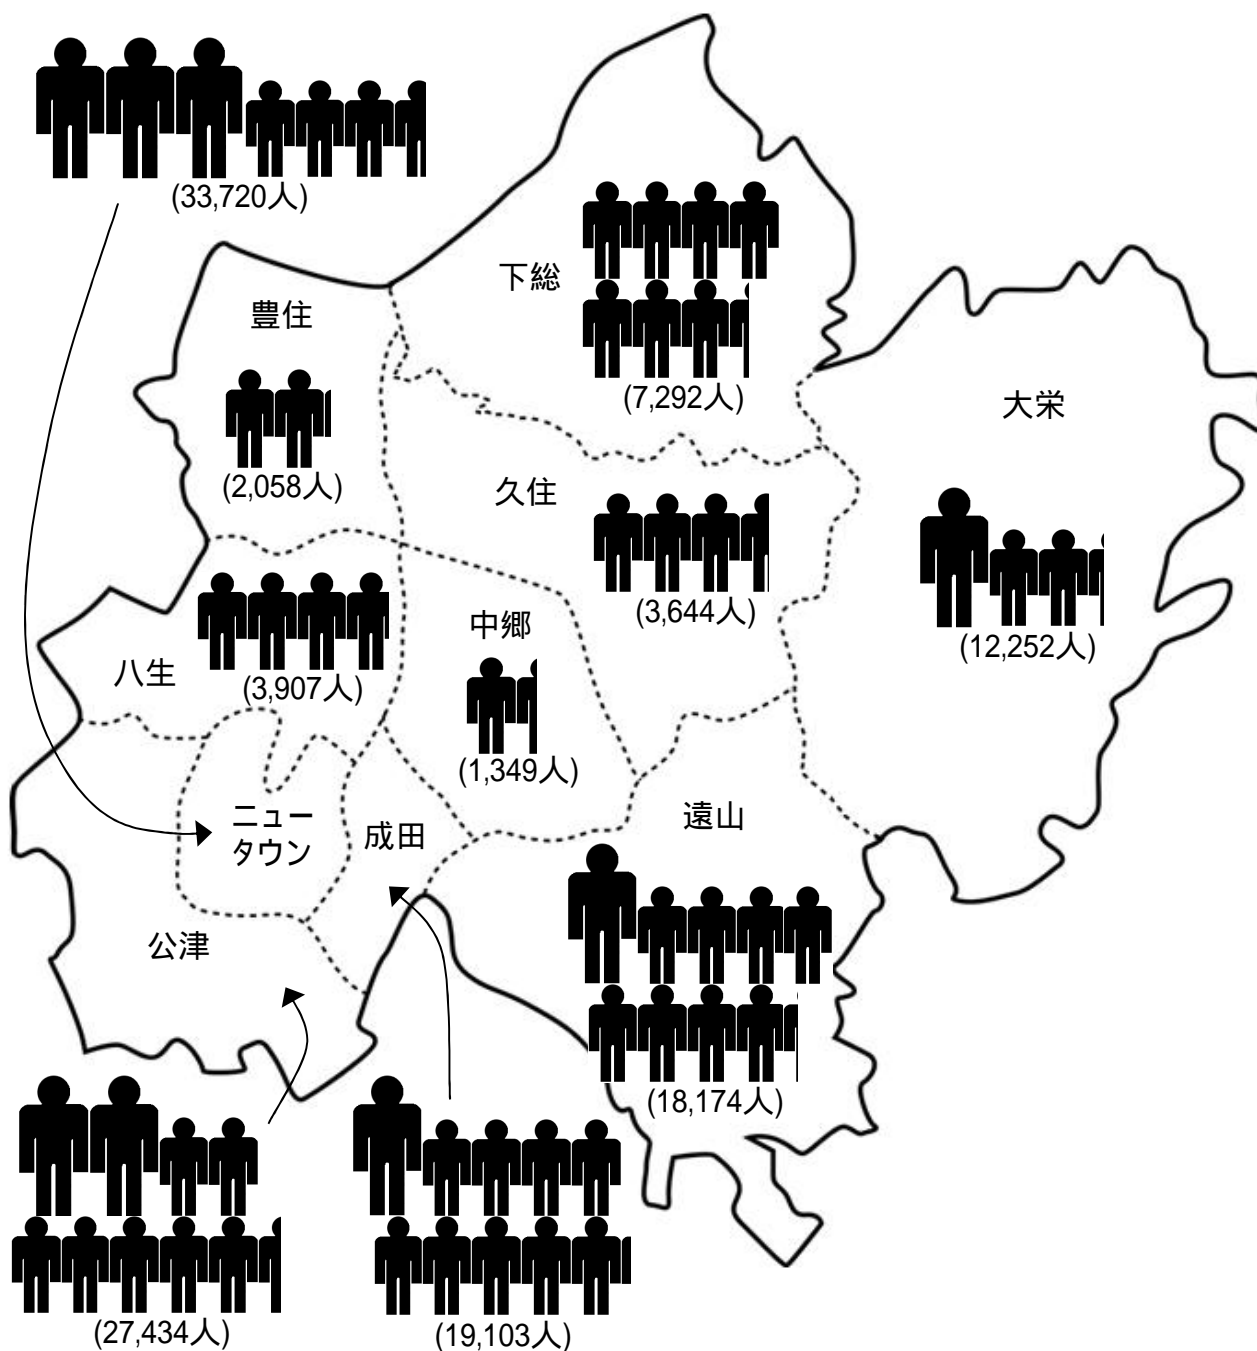 (33,720人)
下総
(7,292人)
豊住
(2,058人)
大栄
(12,252人)
久住
(3,644人)
中郷
(1,349人)
八生
(3,907人)
ニュー
タウン
成田
遠山
(18,174人)
公津
(27,434人)
(19,103人)